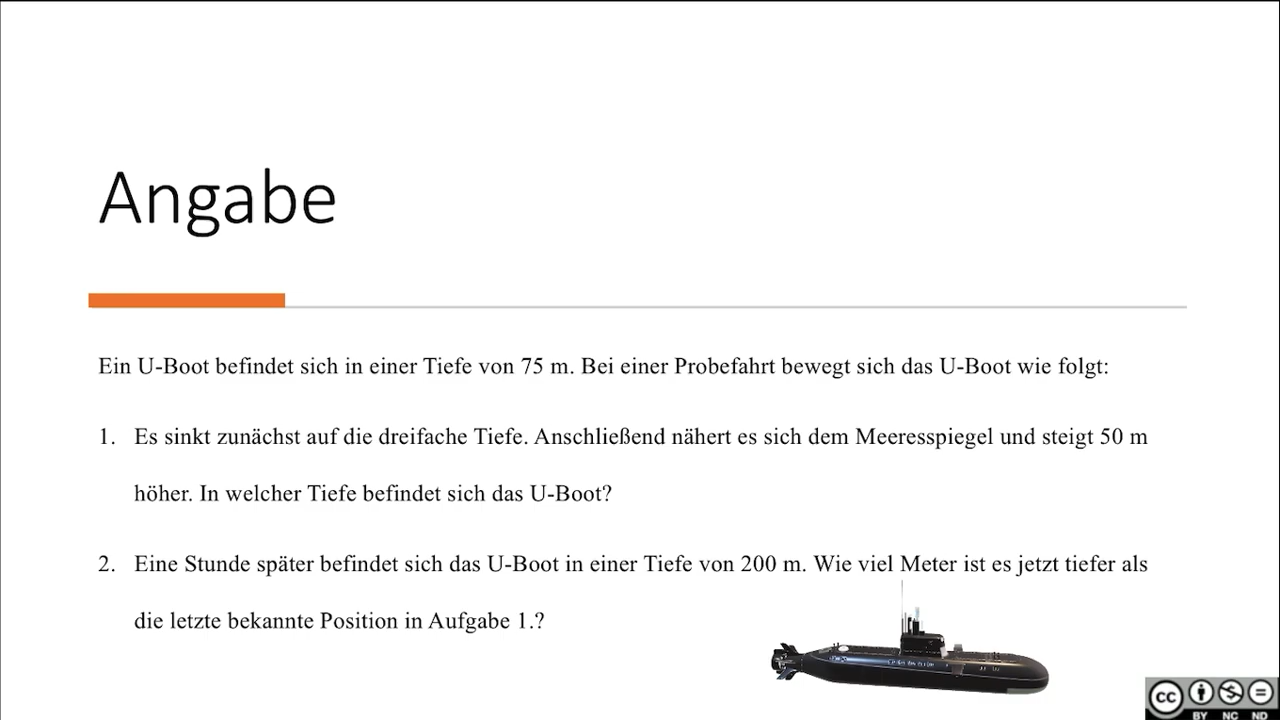 Angabe
Ein U-Boot befindet sich in einer Tiefe von 75 m. Bei einer Probefahrt bewegt sich das U-Boot wie folgt:
1. Es sinkt zunächst auf die dreifache Tiefe. Anschließend nähert es sich dem Meeresspiegel und steigt 50 m
höher. In welcher Tiefe befindet sich das U-Boot?
2. Eine Stunde später befindet sich das U-Boot in einer Tiefe von 200 m. Wie viel Meter ist es jetzt tiefer als
die letzte bekannte Position in Aufgabe 1.?
CC
BY NC ND